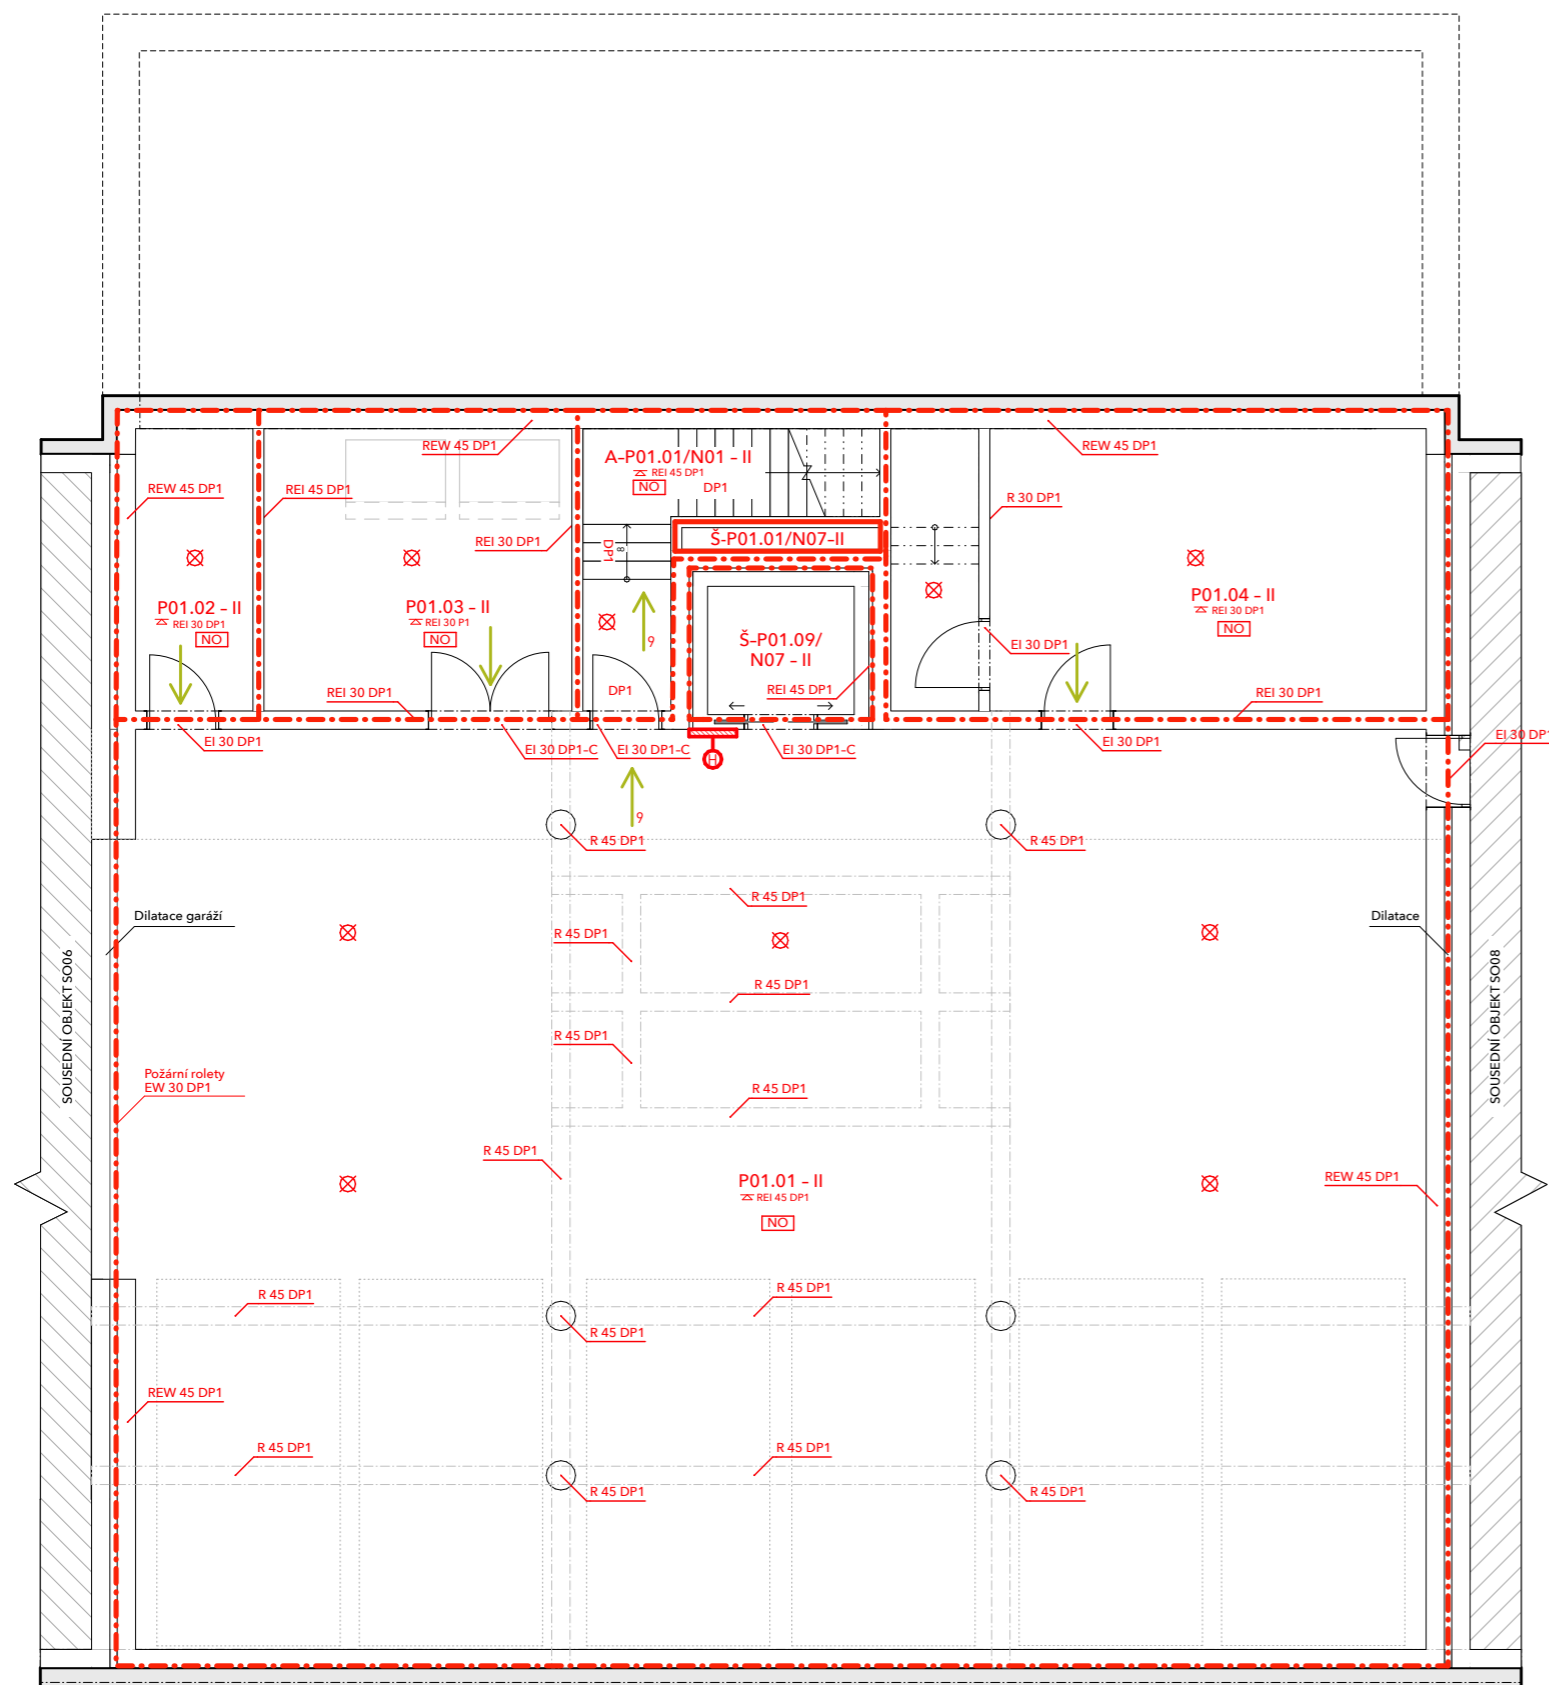 REW 45 DP1
REW 45 DP1
A-P01.01/N01 - II
REI 45 DP1
NO
DP1
REW 45 DP1
REI 45 DP1
R 30 DP1
REI 30 DP1
DP1
8
Š-P01.01/N07-II
P01.02 - II
REI 30 DP1
NO
P01.03 - II
REI 30 P1
NO
P01.04 - II
REI 30 DP1
NO
9
Š-P01.09/
N07 - II
EI 30 DP1
REI 30 DP1
DP1
REI 45 DP1
REI 30 DP1
EI 30 DP1
EI 30 DP1-C
EI 30 DP1-C
H
EI 30 DP1-C
EI 30 DP1
EI 30 DP1
9
R 45 DP1
R 45 DP1
R 45 DP1
Dilatace garáží
Dilatace
R 45 DP1
SOUSEDNÍ OBJEKT SO06
SOUSEDNÍ OBJEKT SO08
R 45 DP1
R 45 DP1
Požární rolety
EW 30 DP1
R 45 DP1
R 45 DP1
P01.01 - II
REI 45 DP1
NO
REW 45 DP1
R 45 DP1
R 45 DP1
R 45 DP1
REW 45 DP1
R 45 DP1
R 45 DP1
R 45 DP1
R 45 DP1